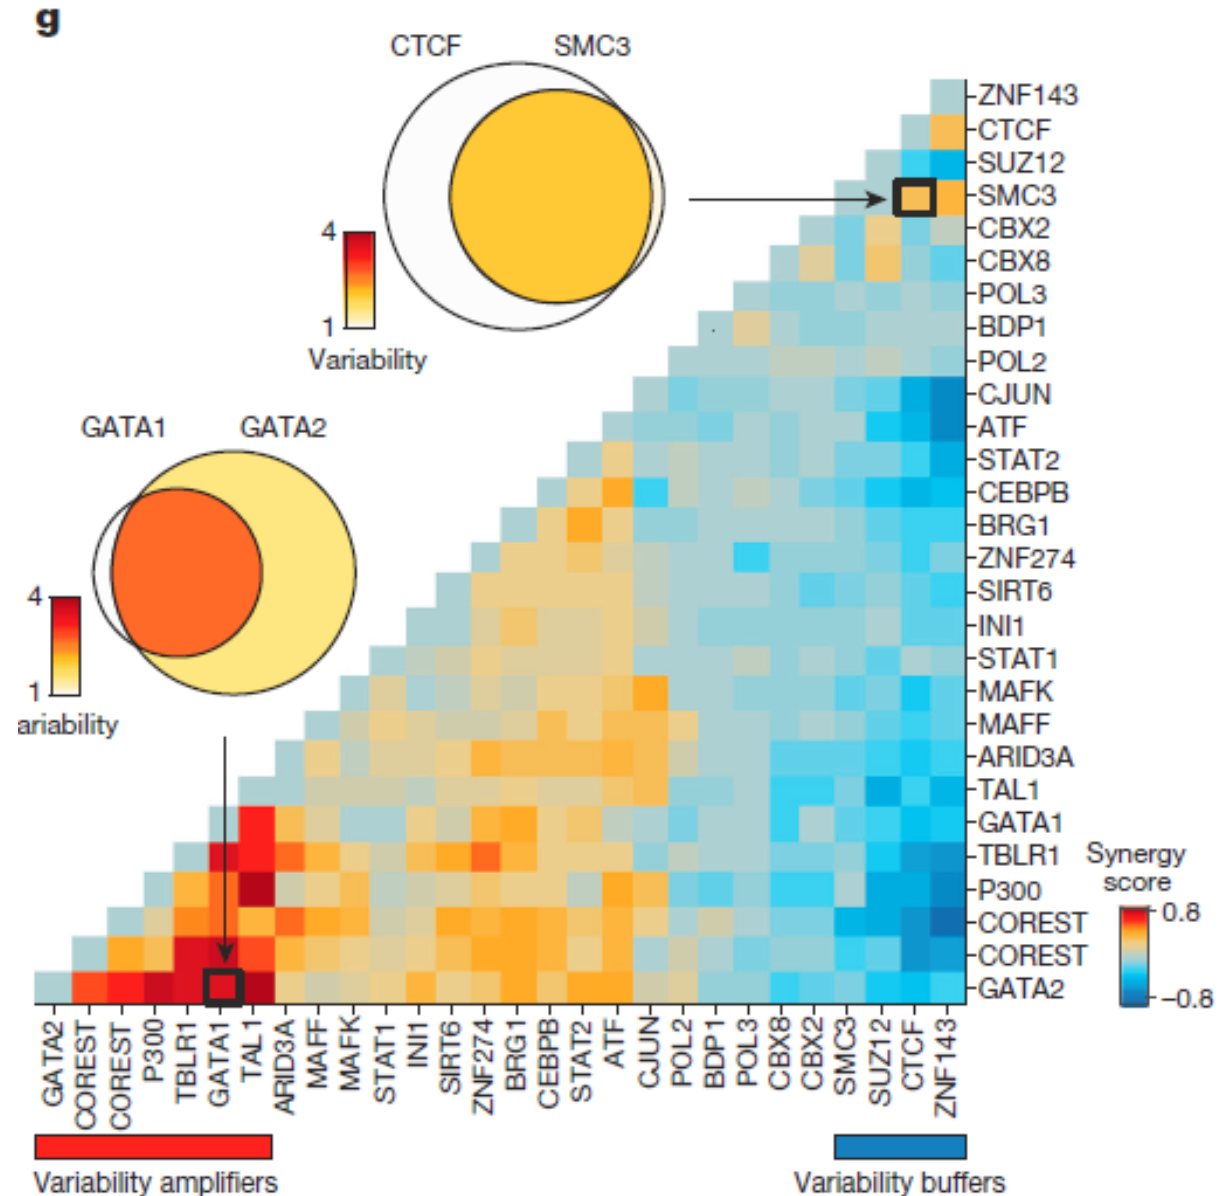 g
CTCF SMC3
4
1
Variability
GATA1 GATA2
4
1
ariability
ZNF143
CTCF
SUZ12
SMC3
CBX2
CBX8
POL3
BDP1
POL2
CJUN
ATF
STAT2
CEBPB
BRG1
ZNF274
SIRT6
INI1
STAT1
MAFK
MAFF
ARID3A
TAL1
GATA1
TBLR1
P300
COREST
COREST
GATA2
Synergy
score
0.8
–0.8
GATA2
COREST
COREST
P300
TBLR1
GATA1
TAL1
ARID3A
MAFF
MAFK
STAT1
INI1
SIRT6
ZNF274
BRG1
CEBPB
STAT2
ATF
CJUN
POL2
BDP1
POL3
CBX8
CBX2
SMC3
SUZ12
CTCF
ZNF143
Variability amplifiers
Variability buffers